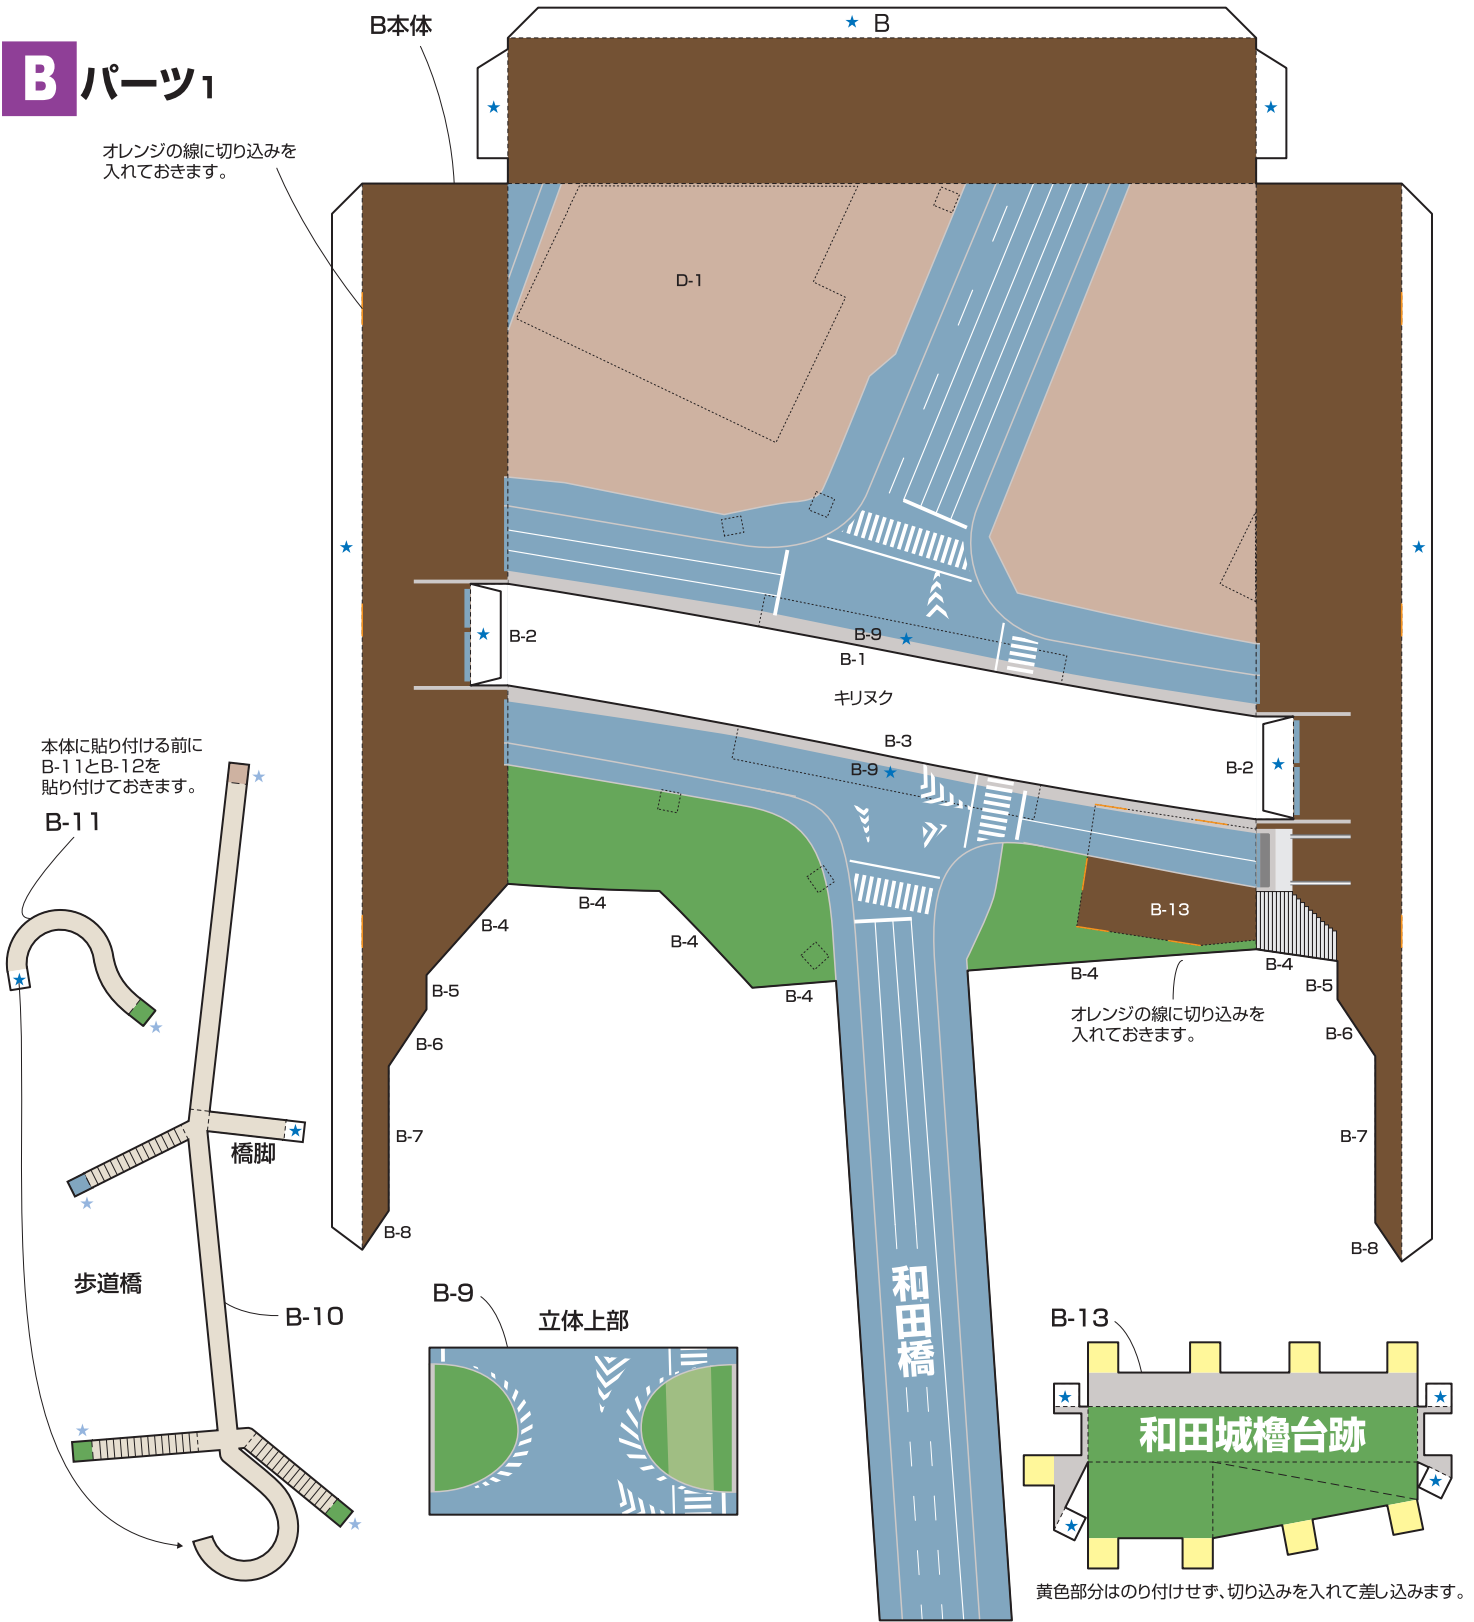 B パーツ1
B本体
★ B
オレンジの線に切り込みを
入れておきます。
D-1
B-2
B-9 ★
B-1
キリヌク
B-3
B-9 ★
B-2
本体に貼り付ける前に
B-11とB-12を
貼り付けておきます。
B-11
B-4
B-4
B-4
B-4
B-13
B-4
B-4
B-5
B-5
B-6
B-6
オレンジの線に切り込みを
入れておきます。
B-7
B-7
B-8
B-8
橋脚
歩道橋
B-10
B-9
立体上部
和田橋
B-13
和田城櫓台跡
黄色部分はのり付けせず、切り込みを入れて差し込みます。